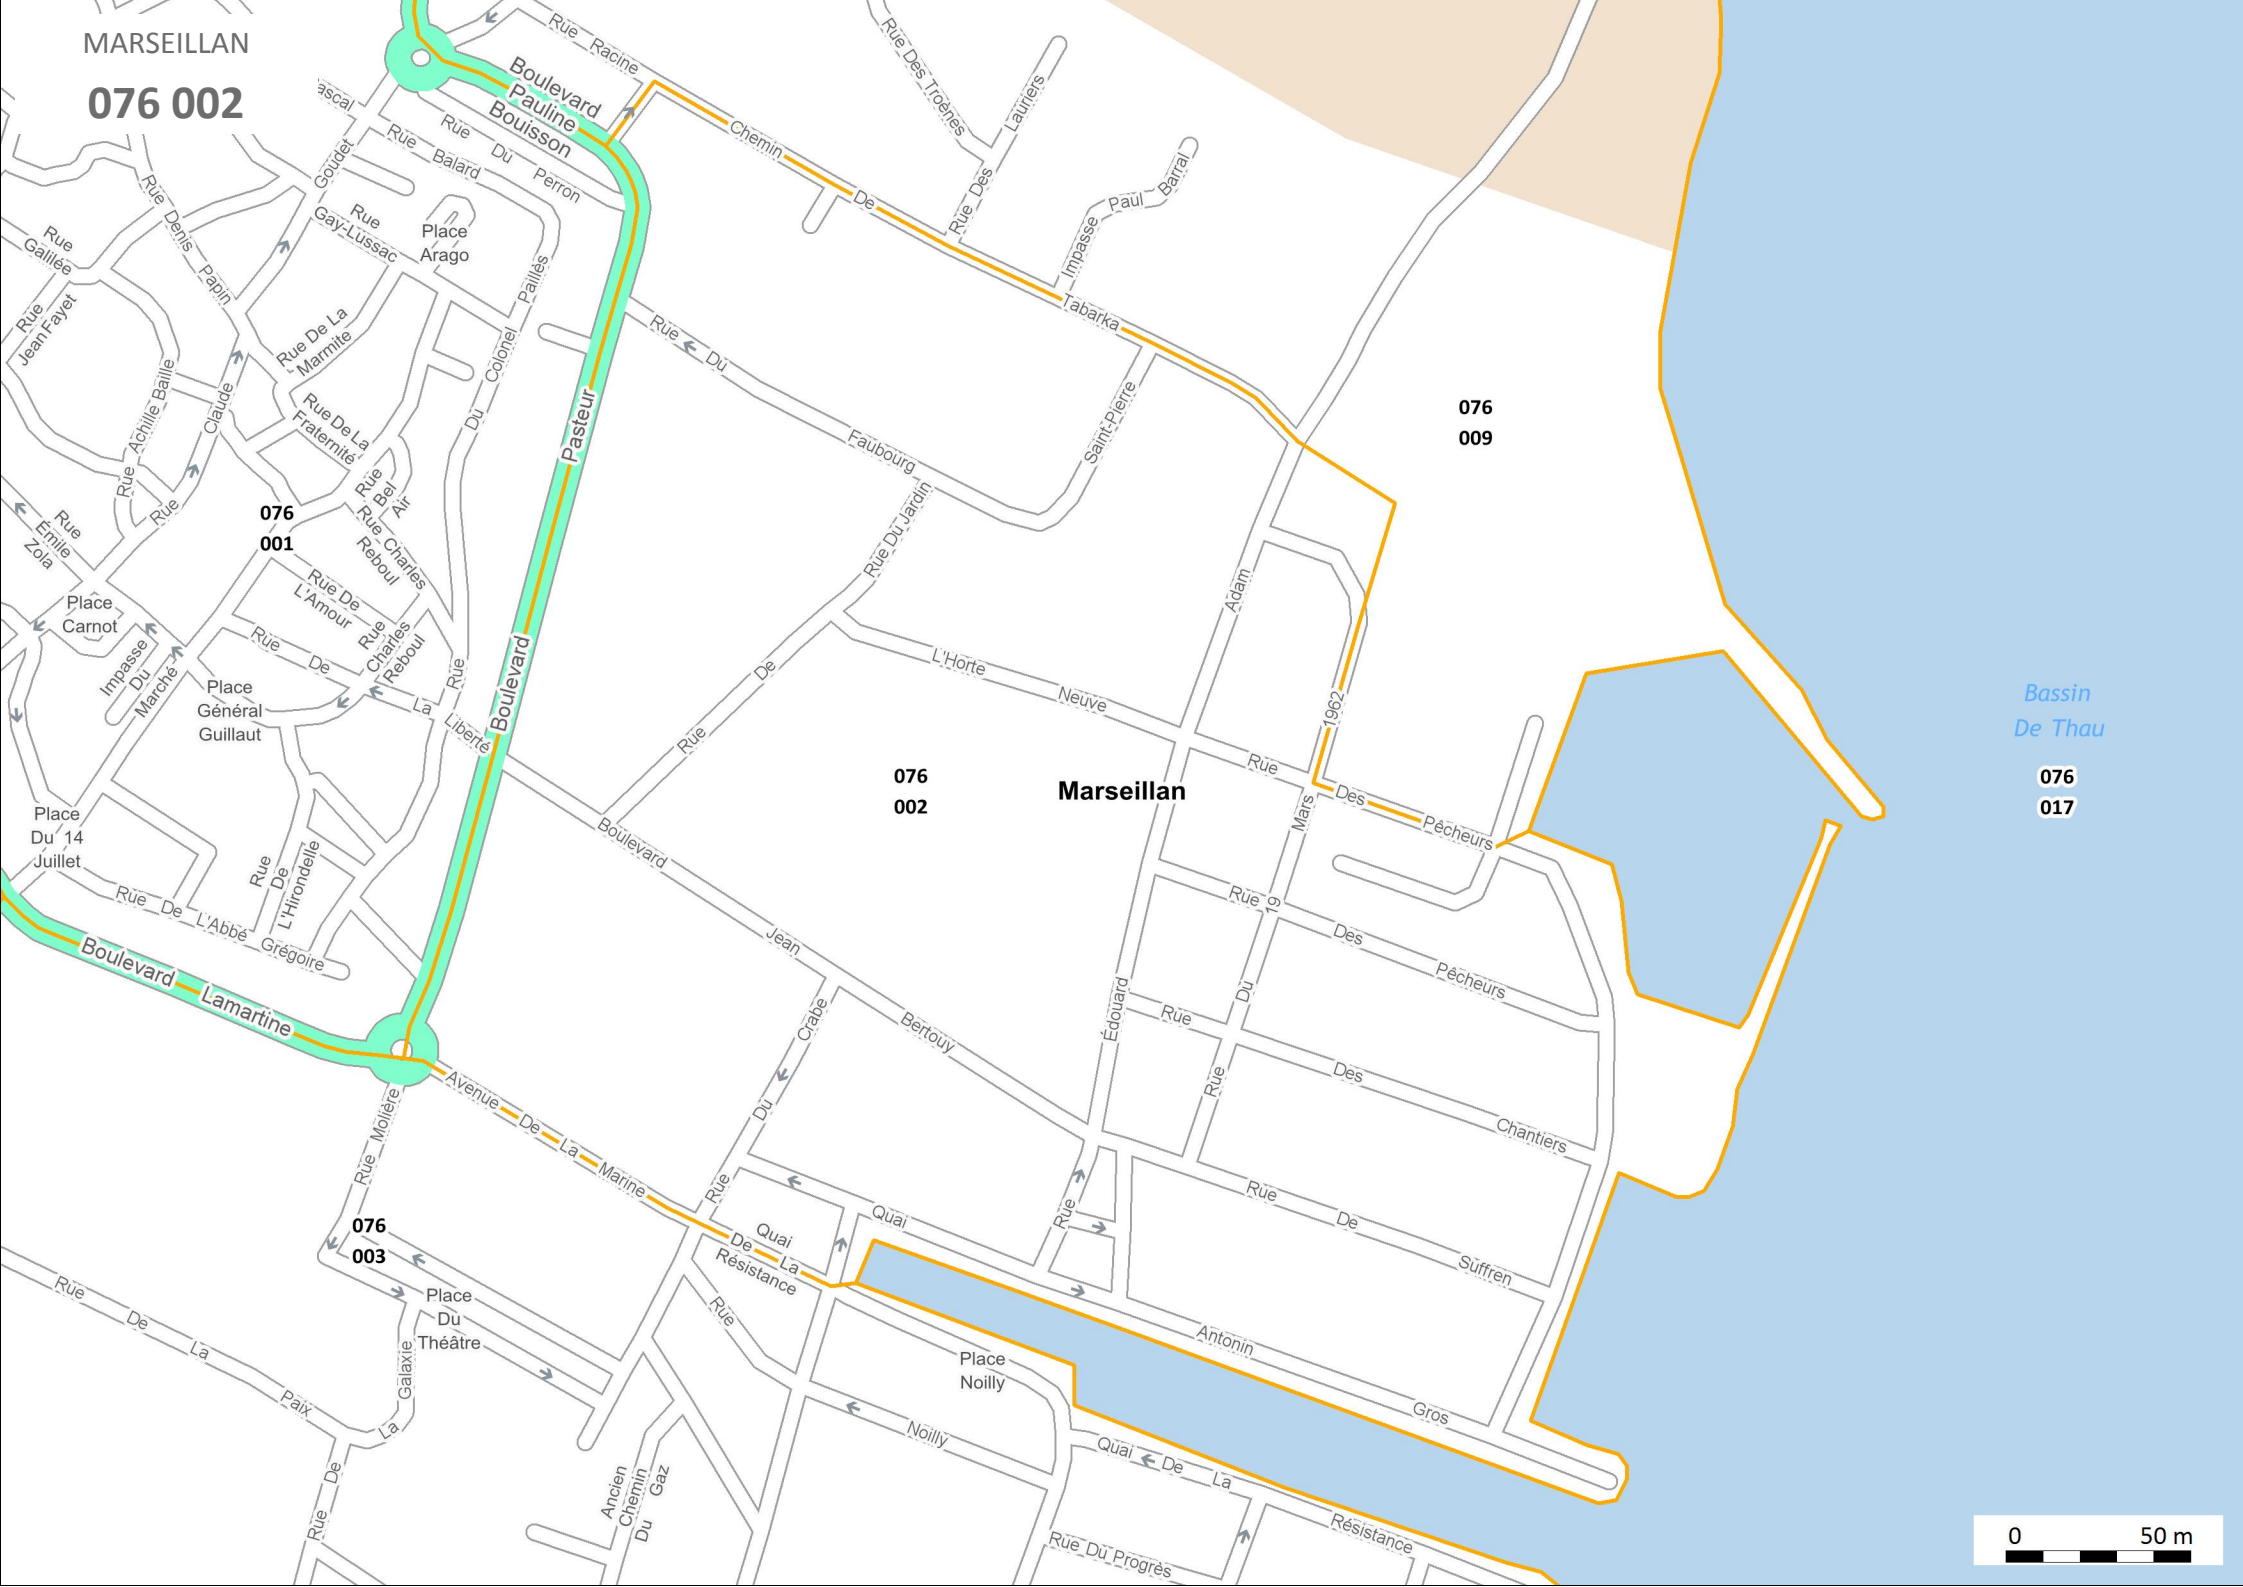 MARSEILLAN
076 002
Rue Racine
Boulevard
Pauline
Bouisson
Rue Du Perron
ascal
Rue Balard
Goudet
Rue
Gay-Lussac
Place
Arago
Rue Denis Papin
Rue
Galilée
Rue
Jean Fayet
Rue De La
Marmite
Rue Du Colonel Paillès
Rue Achille Baille
Rue Claude
Rue De La
Fraternité
Rue
Bel
Air
Rue Charles
Reboul
Rue
Émile
Zola
076
001
Rue De
L'Amour
Rue
Charles
Reboul
Place
Carnot
Impasse
Du
Marché
Rue De La Liberté
Place
Général
Guillaut
Place
Du 14
Juillet
Rue
De
L'Hirondelle
Rue De L'Abbé Grégoire
Boulevard Lamartine
Boulevard Pasteur
Chemin De Tabarka
Rue Des Troènes
Rue Des Lauriers
Impasse Paul Barral
Rue Du Faubourg
Saint-Pierre
Rue Du Jardin
Rue De L'Horte Neuve
Rue De
076
009
Rue Édouard Adam
Rue Du 19 Mars 1962
076
002
Marseillan
Rue Des Pêcheurs
Rue Des Pêcheurs
Rue Des Chantiers
Rue De Suffren
Boulevard Jean Bertouy
Rue Du Crabe
Avenue De La Marine
Rue Molière
076
003
Place
Du
Théâtre
Quai
De La
Résistance
Quai Antonin Gros
Rue Noilly
Place
Noilly
Quai De La Résistance
Rue Du Progrès
Ancien
Chemin
Du Gaz
Rue De La Paix
Rue De La Galaxie
Bassin
De Thau
076
017
0 50 m